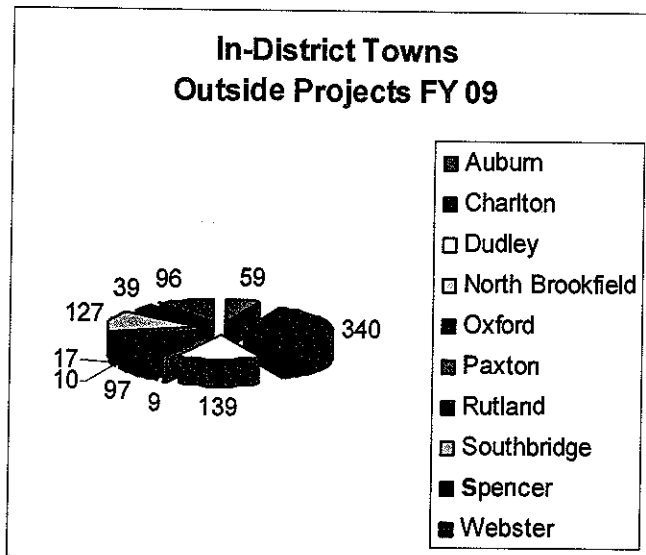 In-District Towns
Outside Projects FY 09
39 96 59
127
340
17
10
97 9 139
Auburn
Charlton
Dudley
North Brookfield
Oxford
Paxton
Rutland
Southbridge
Spencer
Webster